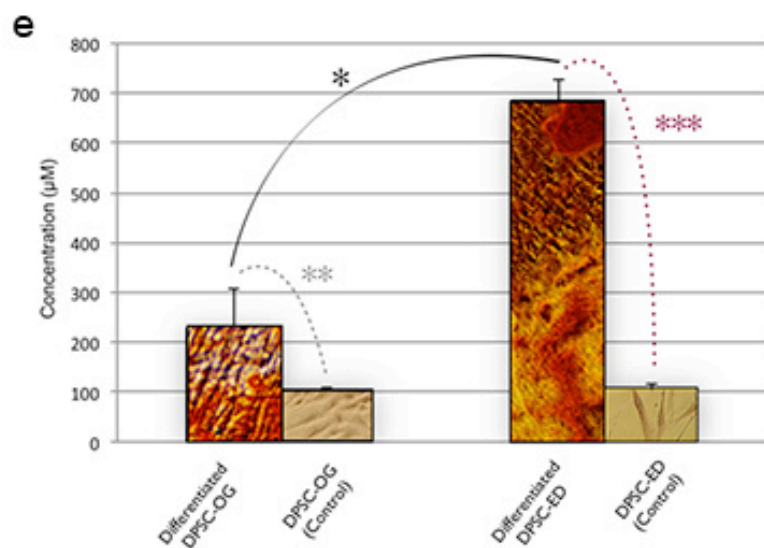 e
Concentration (µM)
800
700
600
500
400
300
200
100
0
*
**
***
Differentiated
DPSC-OG
DPSC-OG
(Control)
Differentiated
DPSC-ED
DPSC-ED
(Control)